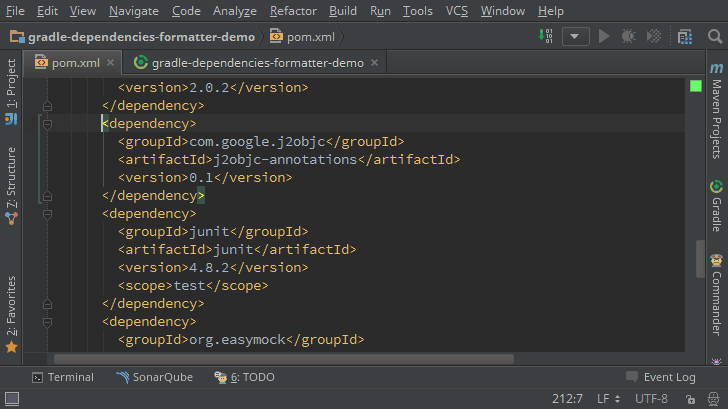 File Edit View Navigate Code Analyze Refactor Build Run Tools VCS Window Help
gradle-dependencies-formatter-demo pom.xml
pom.xml gradle-dependencies-formatter-demo
1: Project
Z: Structure
2: Favorites
<version>2.0.2</version>
</dependency>
<dependency>
<groupId>com.google.j2objc</groupId>
<artifactId>j2objc-annotations</artifactId>
<version>0.1</version>
</dependency>
<dependency>
<groupId>junit</groupId>
<artifactId>junit</artifactId>
<version>4.8.2</version>
<scope>test</scope>
</dependency>
<dependency>
<groupId>org.easymock</groupId>
Maven Projects
Gradle
Commander
Terminal SonarQube 6: TODO Event Log
212:7 LF UTF-8